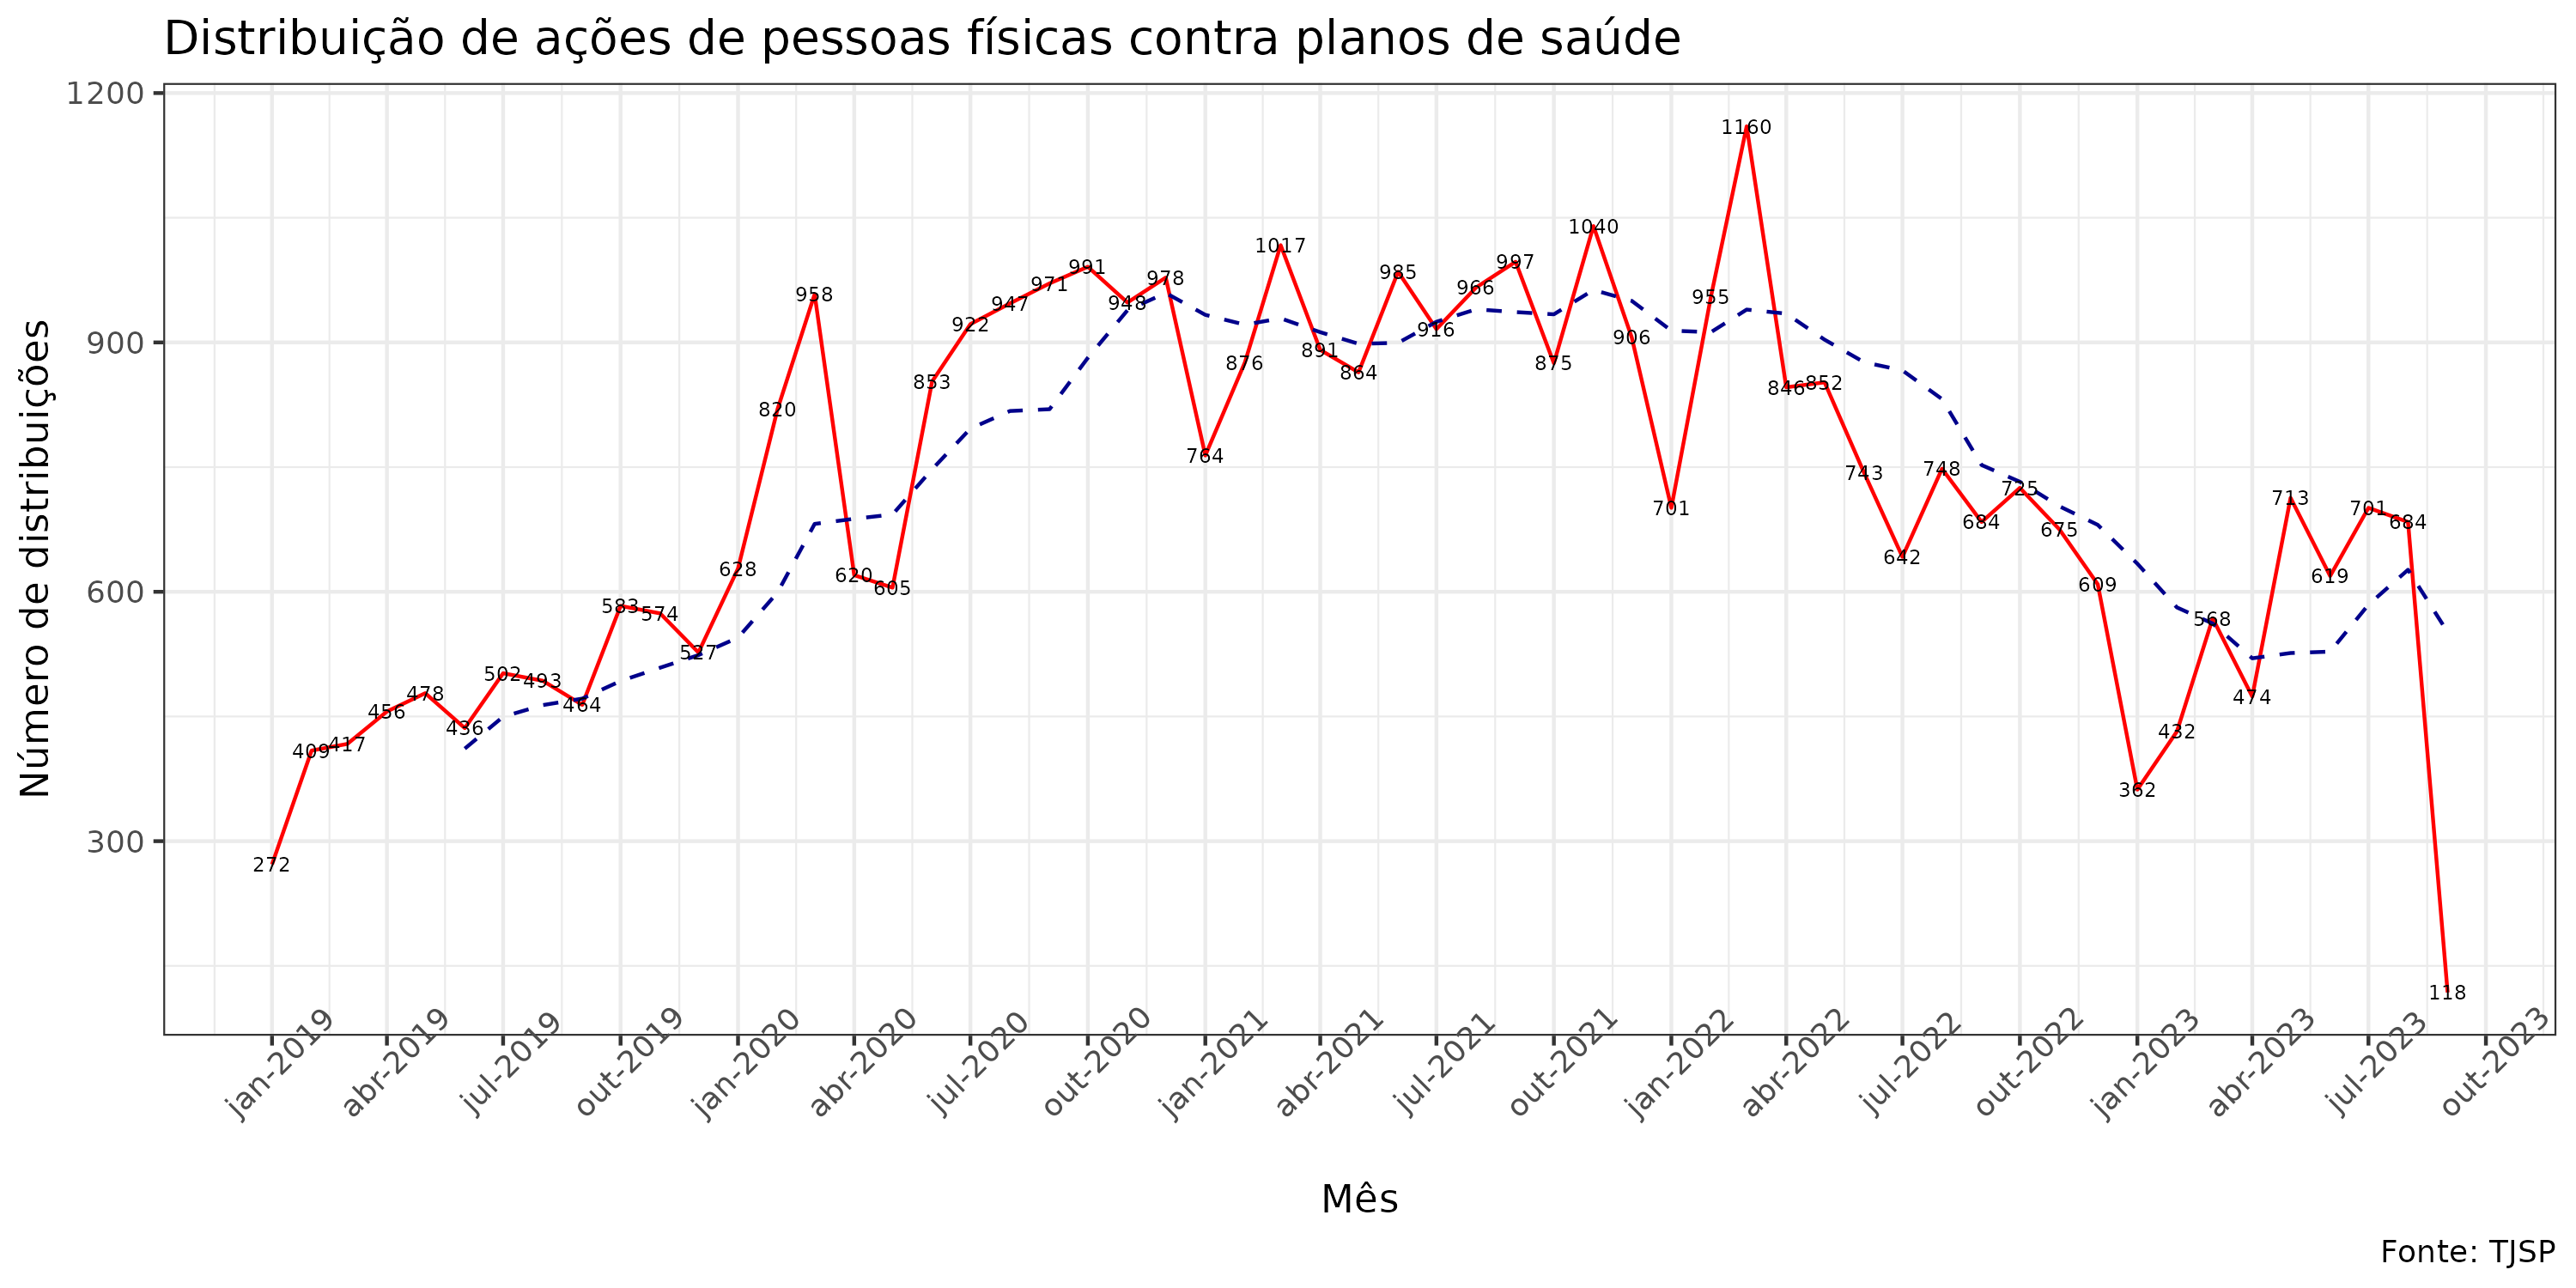 Distribuição de ações de pessoas físicas contra planos de saúde
Número de distribuições
1200
900
600
300
272
409
417
456
478
436
502
493
464
583
574
527
628
820
958
620
605
853
922
947
971
991
948
978
764
876
1017
891
864
985
916
966
997
875
1040
906
701
955
1160
846
852
743
642
748
684
725
675
609
362
432
568
474
713
619
701
684
118
jan-2019
abr-2019
jul-2019
out-2019
jan-2020
abr-2020
jul-2020
out-2020
jan-2021
abr-2021
jul-2021
out-2021
jan-2022
abr-2022
jul-2022
out-2022
jan-2023
abr-2023
jul-2023
out-2023
Mês
Fonte: TJSP